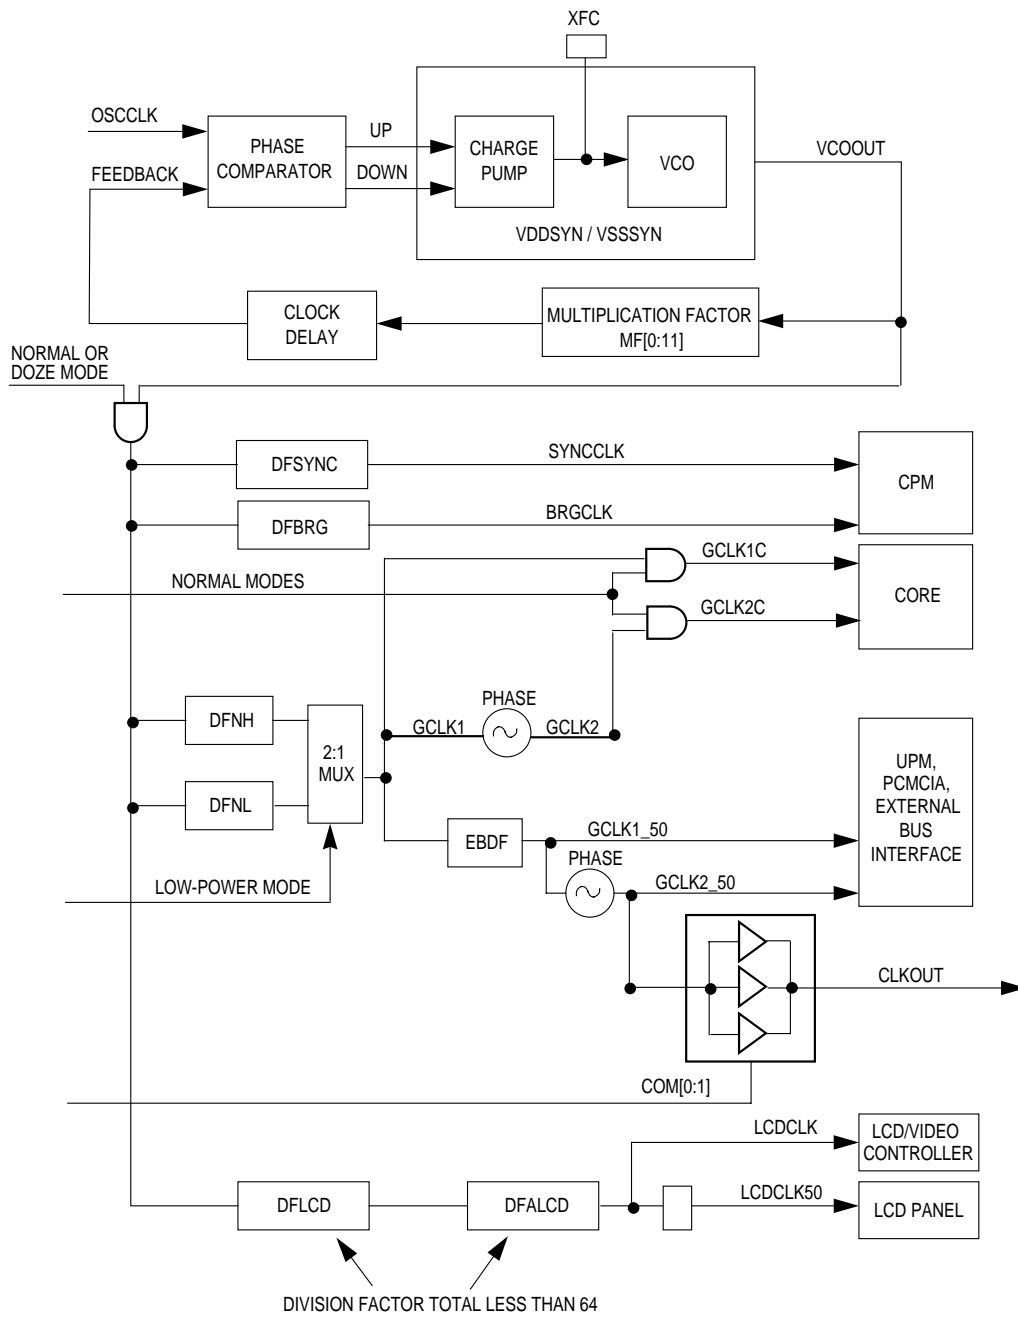 XFC
OSCCLK
PHASE
COMPARATOR
UP
CHARGE
PUMP
VCO
VCOOUT
FEEDBACK
DOWN
VDDSYN / VSSSYN
CLOCK
DELAY
MULTIPLICATION FACTOR
MF[0:11]
NORMAL OR
DOZE MODE
DFSYNC
SYNCCLK
CPM
DFBRG
BRGCLK
GCLK1C
NORMAL MODES
CORE
GCLK2C
PHASE
DFNH
GCLK1
GCLK2
2:1
MUX
UPM,
PCMCIA,
EXTERNAL
BUS
INTERFACE
DFNL
EBDF
GCLK1_50
PHASE
LOW-POWER MODE
GCLK2_50
CLKOUT
COM[0:1]
LCDCLK
LCD/VIDEO
CONTROLLER
DFLCD
DFALCD
LCDCLK50
LCD PANEL
DIVISION FACTOR TOTAL LESS THAN 64